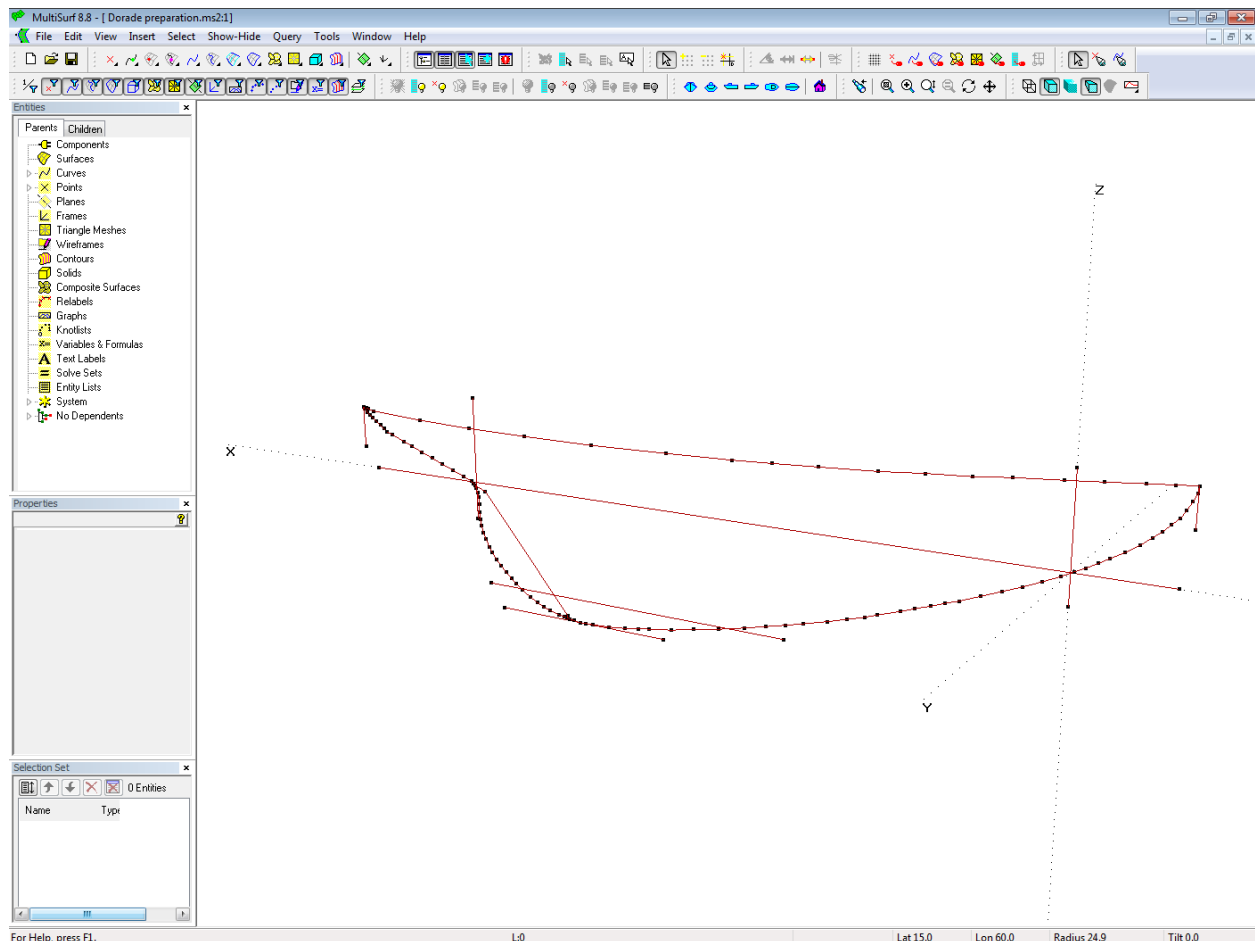 MultiSurf 8.8 - [ Dorade preparation.ms2:1]
File Edit View Insert Select Show-Hide Query Tools Window Help
Entities
Parents Children
Components
Surfaces
Curves
Points
Planes
Frames
Triangle Meshes
Wireframes
Contours
Solids
Composite Surfaces
Relabels
Graphs
Knotlists
Variables & Formulas
Text Labels
Solve Sets
Entity Lists
System
No Dependents
Properties
Selection Set
0 Entities
Name Type
Z
X
Y
For Help, press F1. L:0 Lat 15.0 Lon 60.0 Radius 24.9 Tilt 0.0